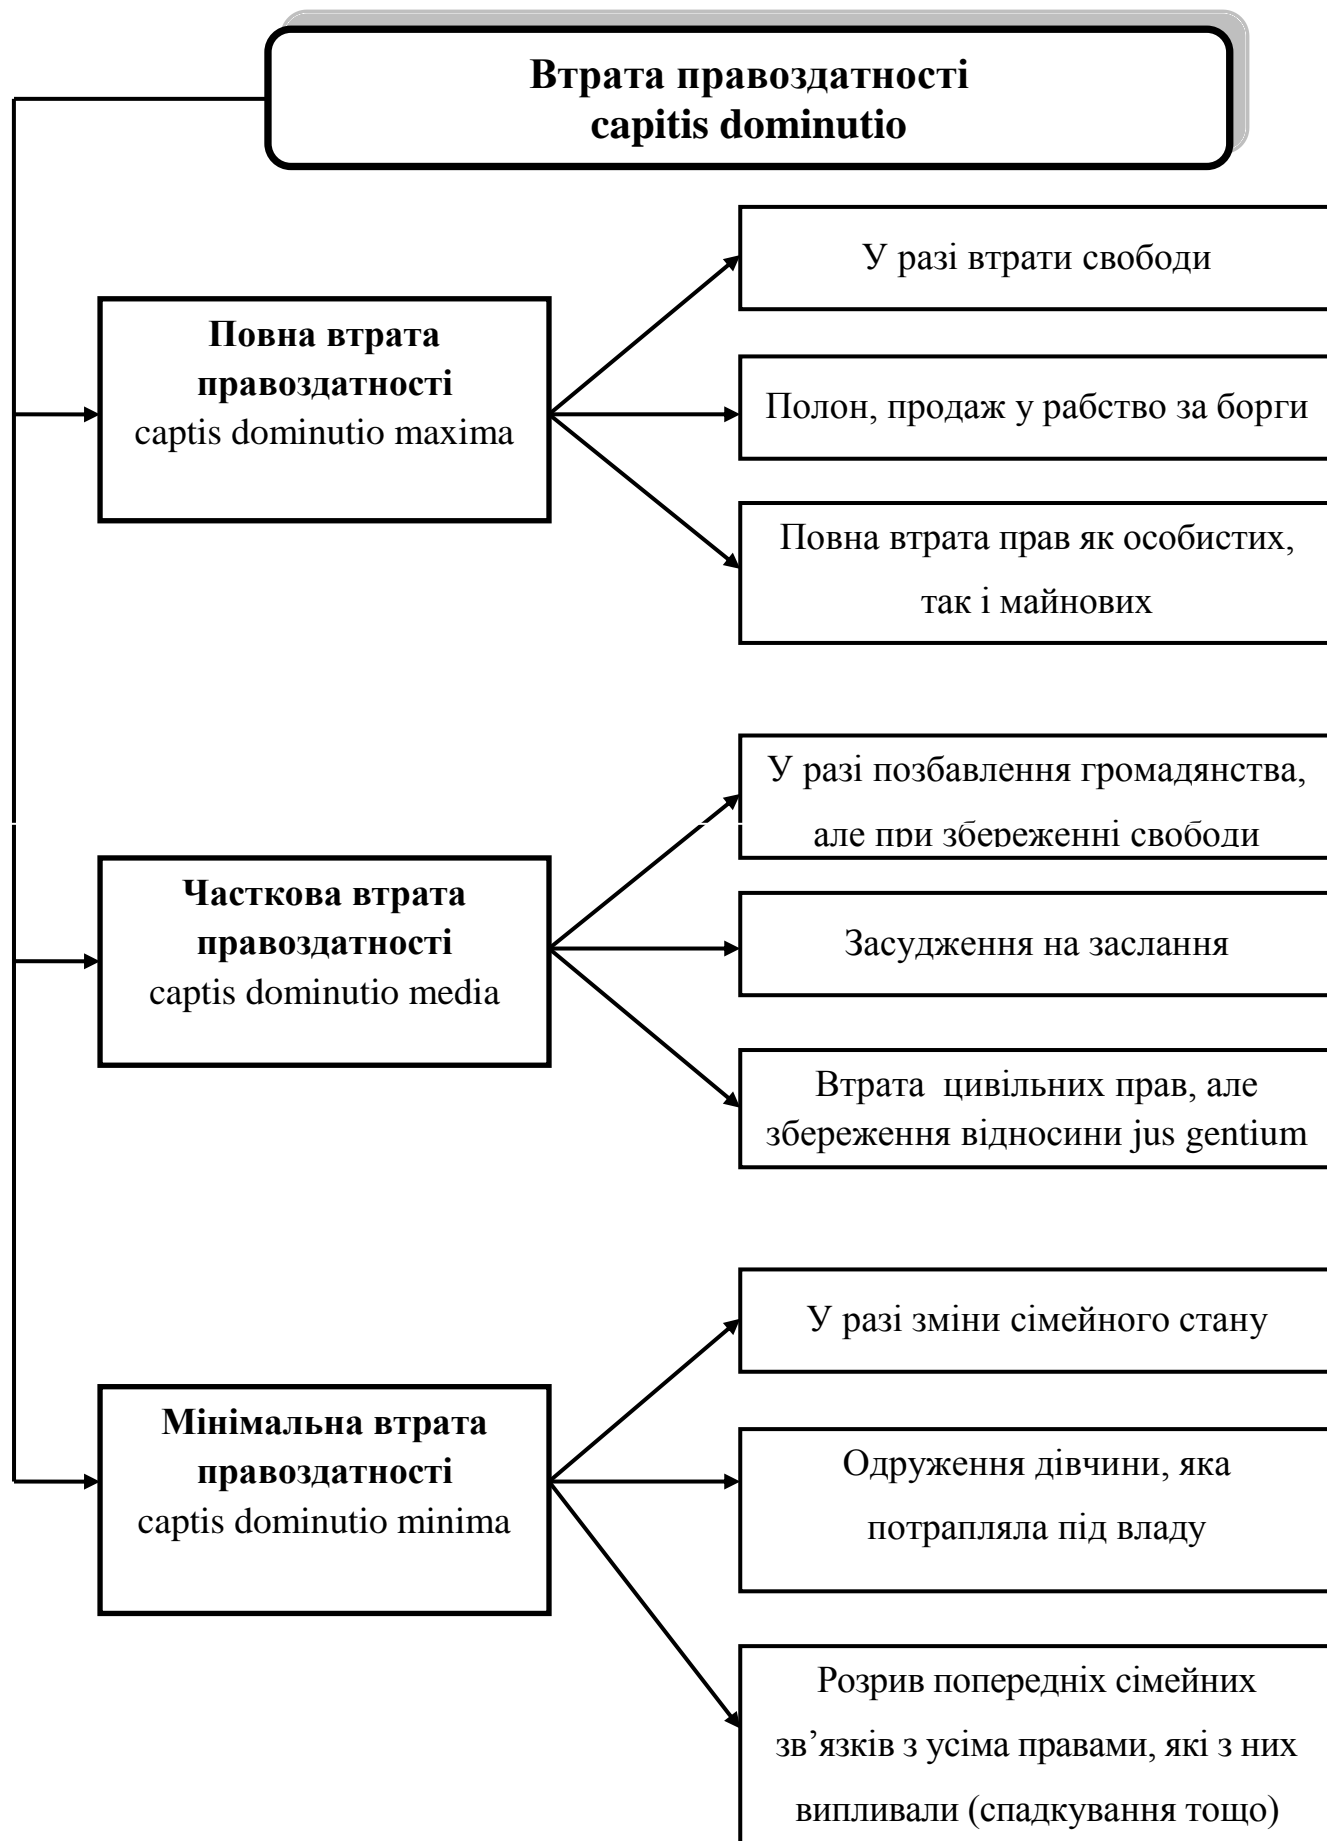 Втрата правоздатності
capitis dominutio
У разі втрати свободи
Повна втрата
правоздатності
captis dominutio maxima
Полон, продаж у рабство за борги
Повна втрата прав як особистих,
так і майнових
У разі позбавлення громадянства,
але при збереженні свободи
Часткова втрата
правоздатності
captis dominutio media
Засудження на заслання
Втрата цивільних прав, але
збереження відносини jus gentium
У разі зміни сімейного стану
Мінімальна втрата
правоздатності
captis dominutio minima
Одруження дівчини, яка
потрапляла під владу
Розрив попередніх сімейних
зв’язків з усіма правами, які з них
випливали (спадкування тощо)